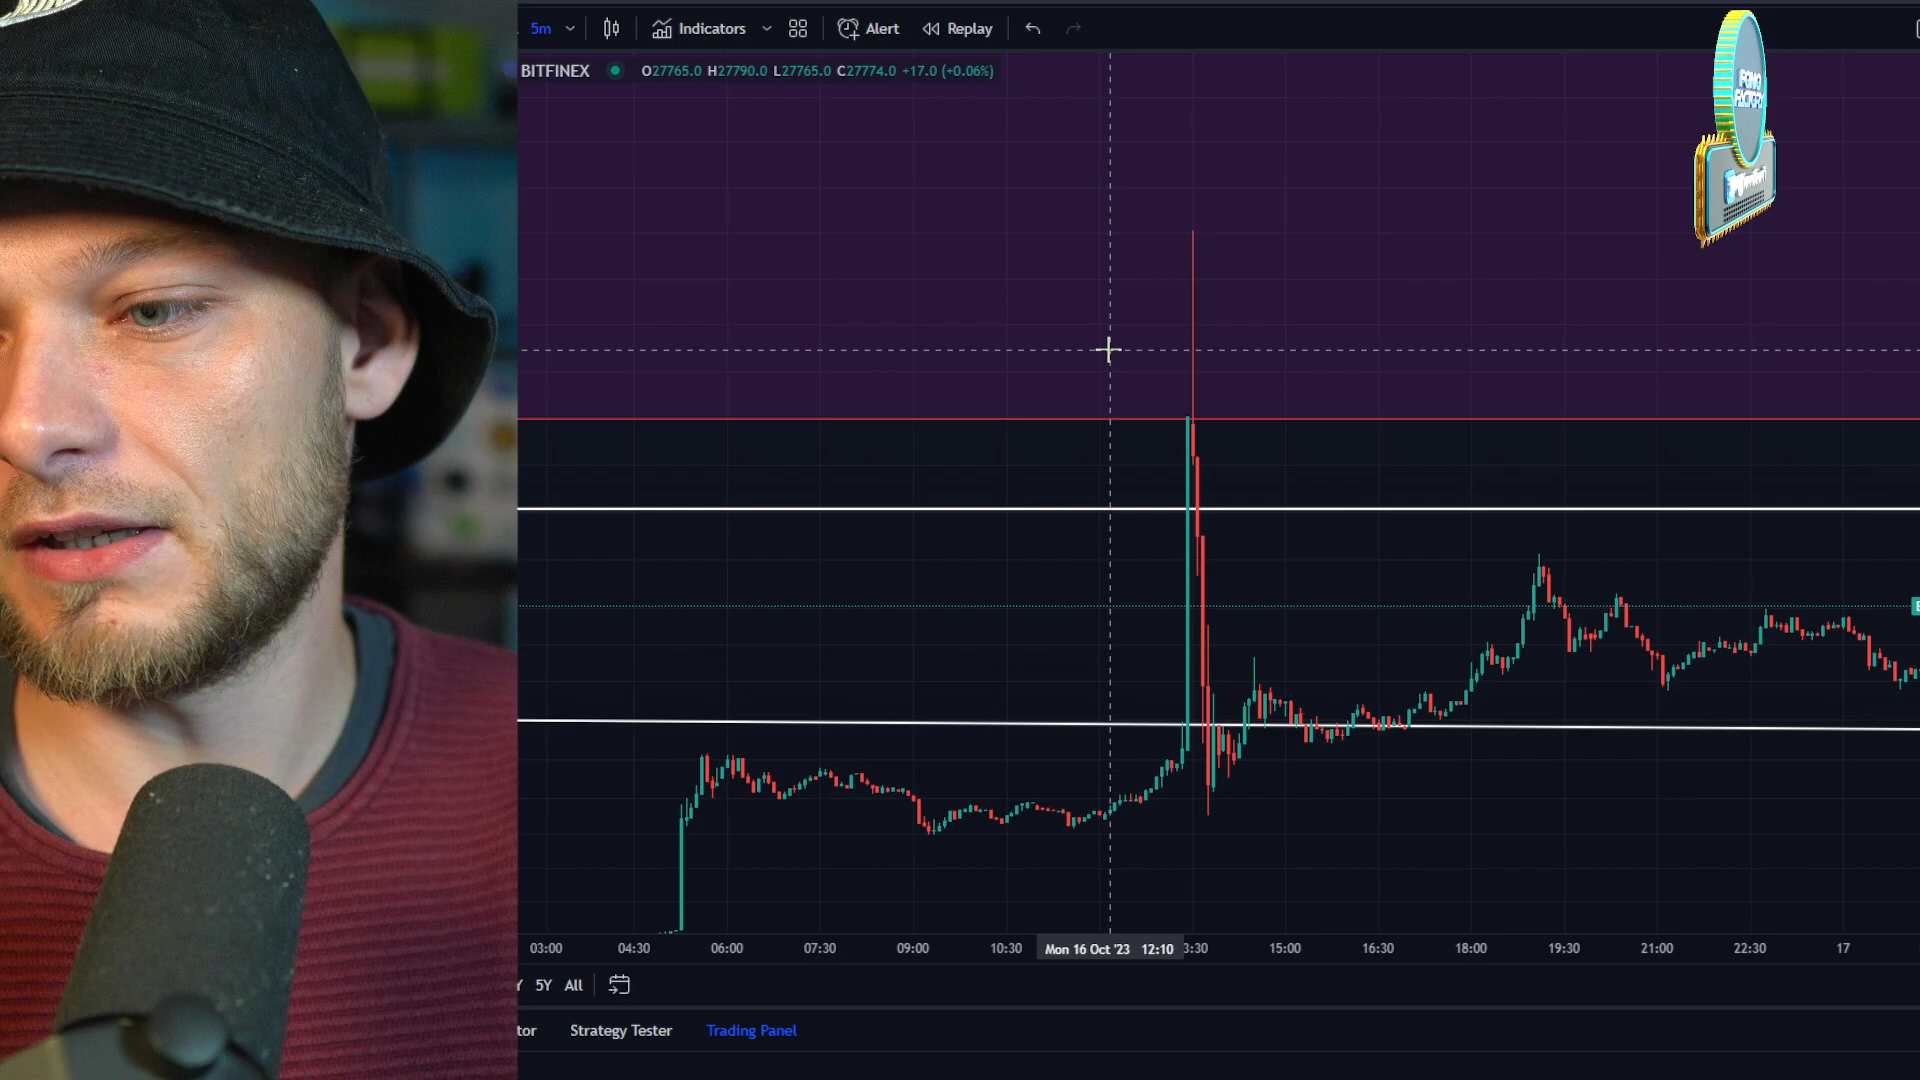 5m Indicators Alert Replay
BITFINEX O27765.0 H27790.0 L27765.0 C27774.0 +17.0 (+0.06%)
FOMO
FACTORY
03:00 04:30 06:00 07:30 09:00 10:30 Mon 16 Oct '23 12:10 3:30 15:00 16:30 18:00 19:30 21:00 22:30 17
Y 5Y All
tor Strategy Tester Trading Panel